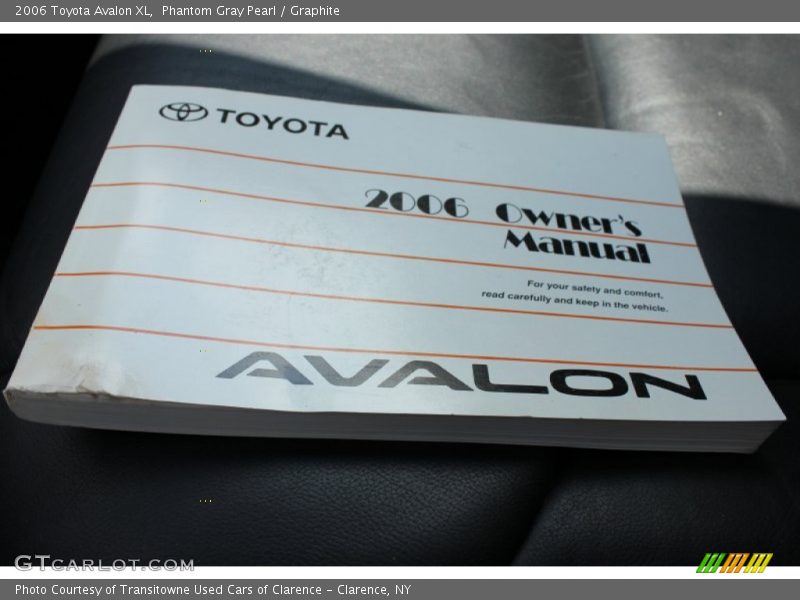 2006 Toyota Avalon XL, Phantom Gray Pearl / Graphite
TOYOTA
2006 Owner's
Manual
For your safety and comfort,
read carefully and keep in the vehicle.
AVALON
GTCARLOT.COM
Photo Courtesy of Transitowne Used Cars of Clarence - Clarence, NY